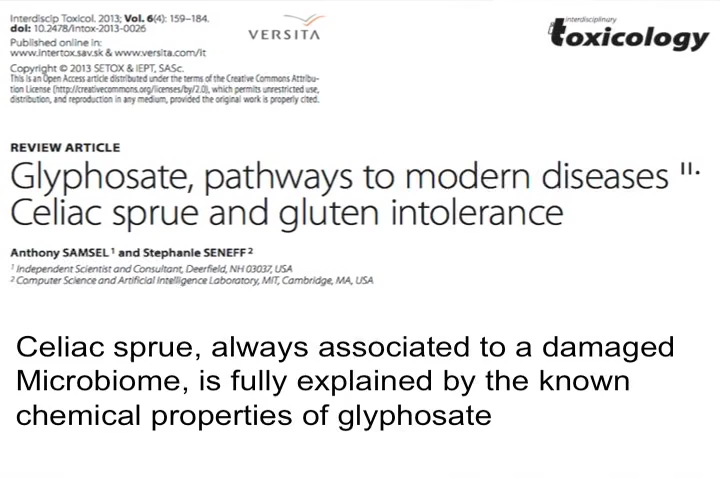 Interdiscip Toxicol. 2013; Vol. 6(4): 159–184.
doi: 10.2478/intox-2013-0026
Published online in:
www.intertox.sav.sk & www.versita.com/it
Copyright © 2013 SETOX & IEPT, SASc.
This is an Open Access article distributed under the terms of the Creative Commons Attribu-
tion License (http://creativecommons.org/licenses/by/2.0), which permits unrestricted use,
distribution, and reproduction in any medium, provided the original work is properly cited.
VERSITA
interdisciplinary
toxicology
REVIEW ARTICLE
Glyphosate, pathways to modern diseases II:
Celiac sprue and gluten intolerance
Anthony SAMSEL 1 and Stephanie SENEFF 2
1 Independent Scientist and Consultant, Deerfield, NH 03037, USA
2 Computer Science and Artificial Intelligence Laboratory, MIT, Cambridge, MA, USA
Celiac sprue, always associated to a damaged
Microbiome, is fully explained by the known
chemical properties of glyphosate